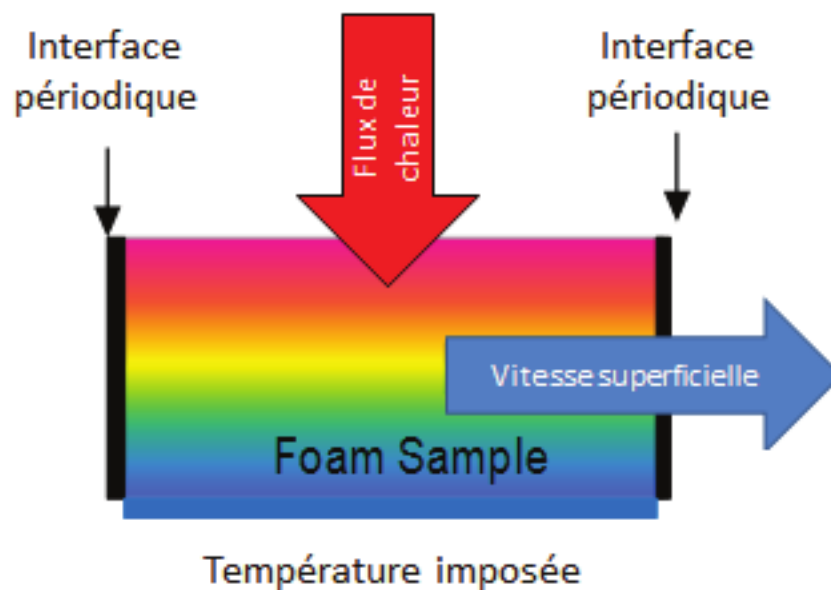 Interface
périodique
Interface
périodique
Flux de
chaleur
Vitesse superficielle
Foam Sample
Température imposée